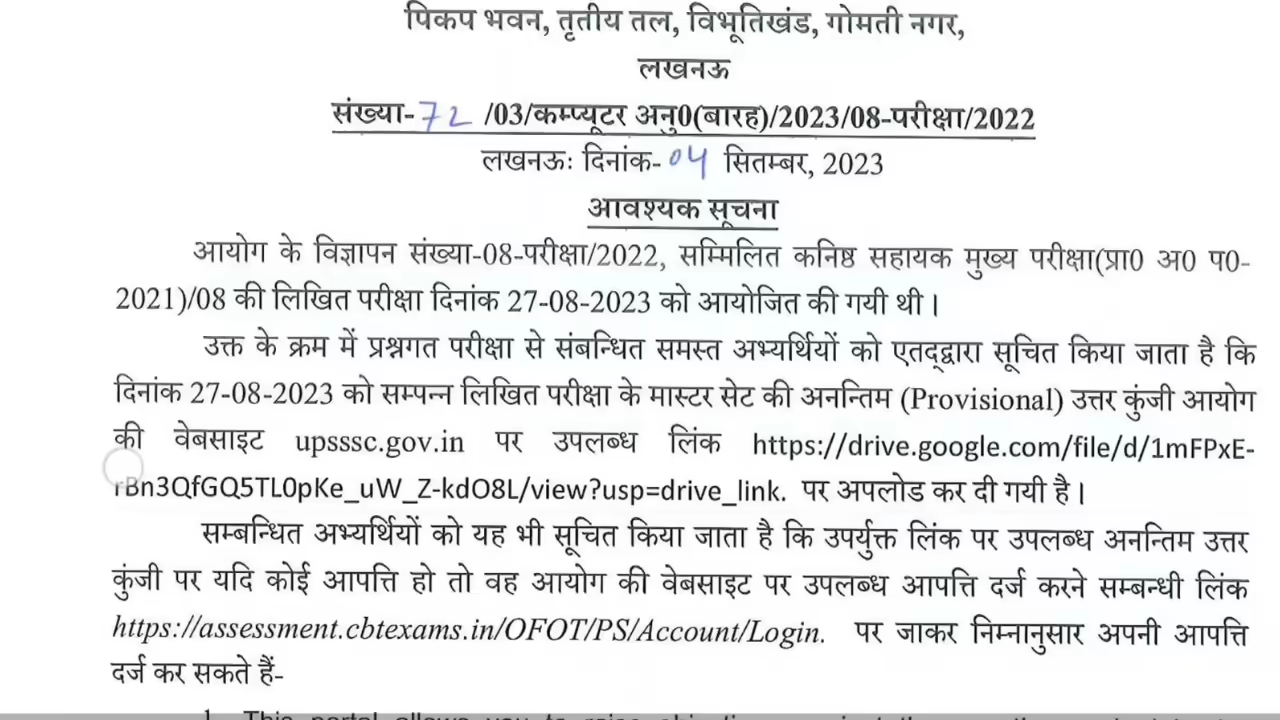 पिकप भवन, तृतीय तल, विभूतिखंड, गोमती नगर,
लखनऊ
संख्या-72 /03/कम्प्यूटर अनु0(बारह)/2023/08-परीक्षा/2022
लखनऊः दिनांक-04 सितम्बर, 2023
आवश्यक सूचना
आयोग के विज्ञापन संख्या-08-परीक्षा/2022, सम्मिलित कनिष्ठ सहायक मुख्य परीक्षा(प्रा0 अ0 प0-
2021)/08 की लिखित परीक्षा दिनांक 27-08-2023 को आयोजित की गयी थी।
उक्त के क्रम में प्रश्नगत परीक्षा से संबन्धित समस्त अभ्यर्थियों को एतद्द्वारा सूचित किया जाता है कि
दिनांक 27-08-2023 को सम्पन्न लिखित परीक्षा के मास्टर सेट की अनन्तिम (Provisional) उत्तर कुंजी आयोग
की वेबसाइट upsssc.gov.in पर उपलब्ध लिंक https://drive.google.com/file/d/1mFPxE-
rBn3QfGQ5TL0pKe_uW_Z-kdO8L/view?usp=drive_link. पर अपलोड कर दी गयी है।
सम्बन्धित अभ्यर्थियों को यह भी सूचित किया जाता है कि उपर्युक्त लिंक पर उपलब्ध अनन्तिम उत्तर
कुंजी पर यदि कोई आपत्ति हो तो वह आयोग की वेबसाइट पर उपलब्ध आपत्ति दर्ज करने सम्बन्धी लिंक
https://assessment.cbtexams.in/OFOT/PS/Account/Login. पर जाकर निम्नानुसार अपनी आपत्ति
दर्ज कर सकते हैं-